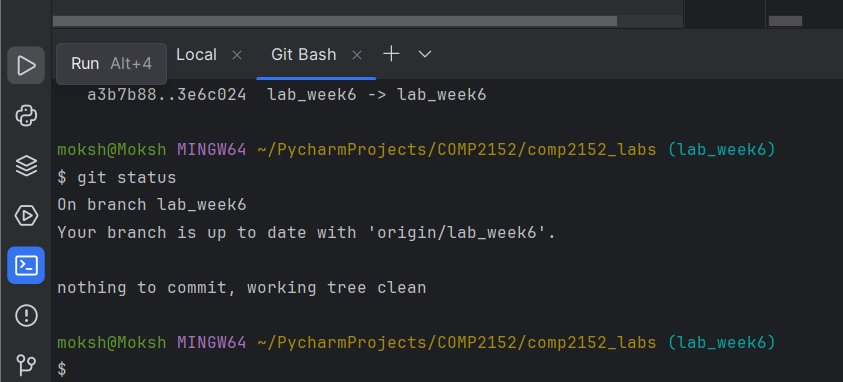 Run Alt+4
Local × Git Bash ×
a3b7b88..3e6c024 lab_week6 -> lab_week6
moksh@Moksh MINGW64 ~/PycharmProjects/COMP2152/comp2152_labs (lab_week6)
$ git status
On branch lab_week6
Your branch is up to date with 'origin/lab_week6'.
nothing to commit, working tree clean
moksh@Moksh MINGW64 ~/PycharmProjects/COMP2152/comp2152_labs (lab_week6)
$